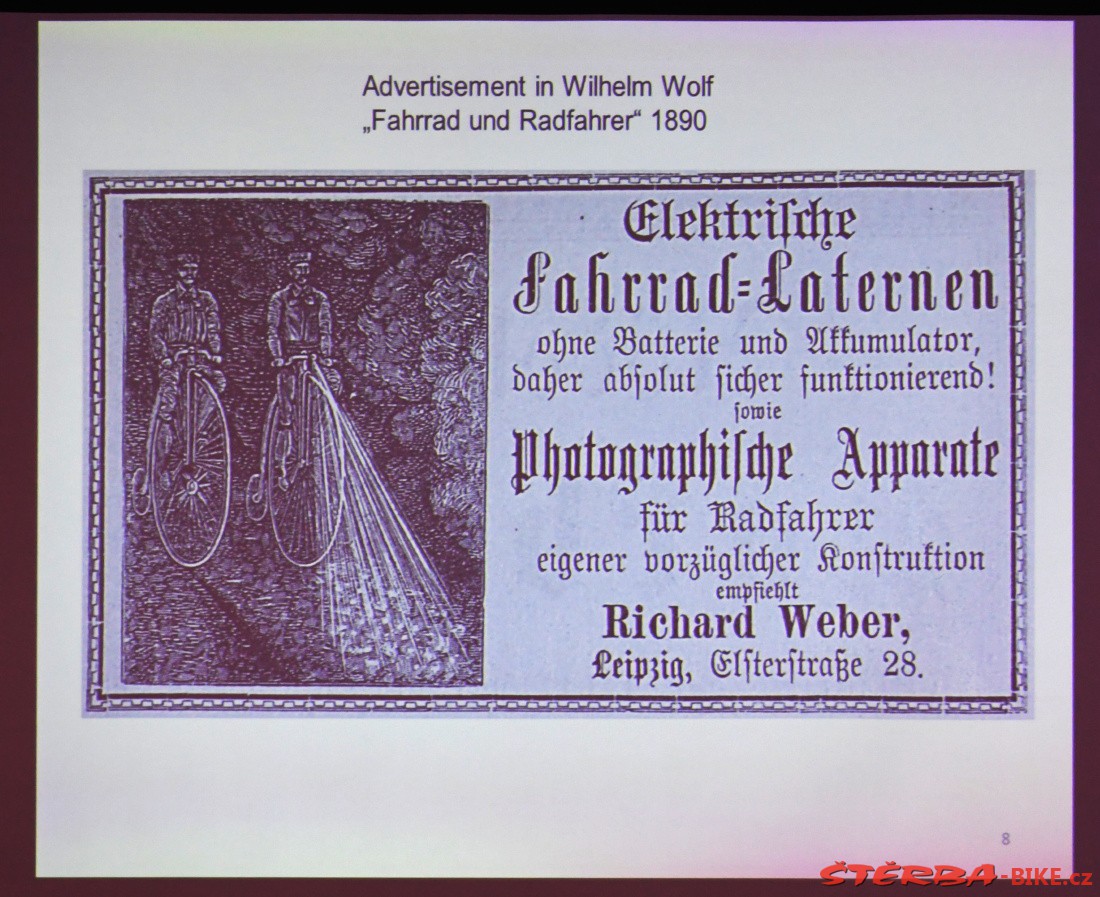 Advertisement in Wilhelm Wolf
„Fahrrad und Radfahrer“ 1890
Elektriſche
Fahrrad=Laternen
ohne Batterie und Akkumulator,
daher abſolut ſicher funktionierend!
ſowie
Photographiſche Apparate
für Radfahrer
eigener vorzüglicher Konſtruktion
empfiehlt
Richard Weber,
Leipzig, Elſterſtraße 28.
8
ŠTĔRBA-BIKE.cz